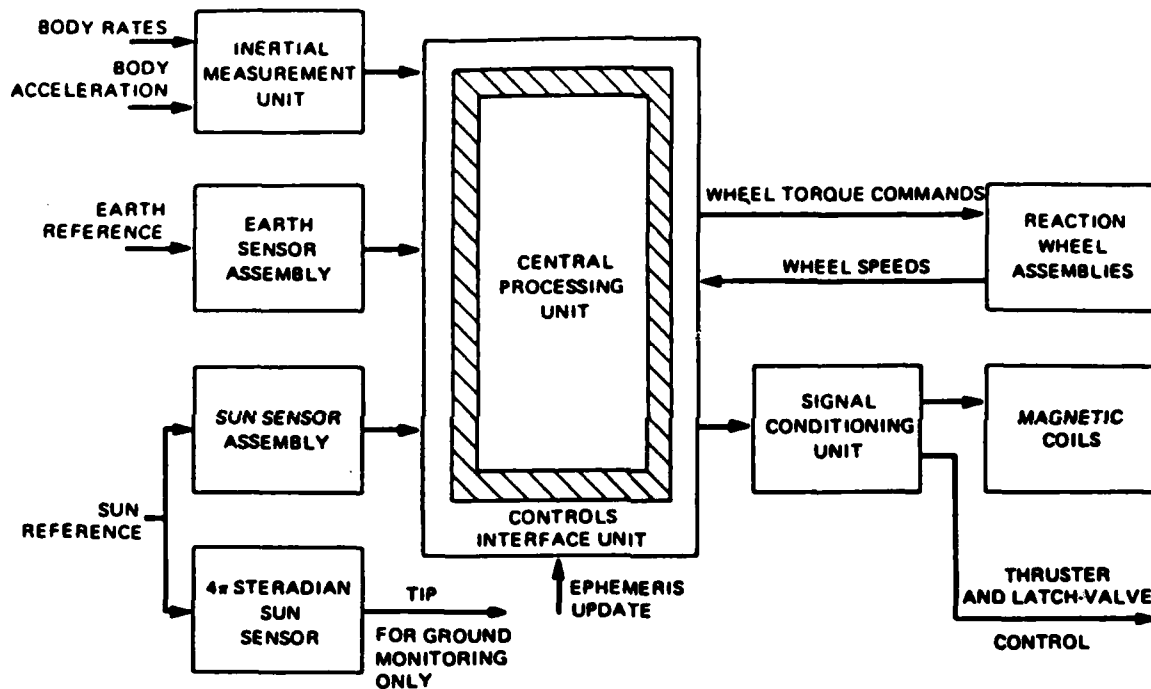 BODY RATES
BODY
ACCELERATION
INERTIAL
MEASUREMENT
UNIT
EARTH
REFERENCE
EARTH
SENSOR
ASSEMBLY
SUN SENSOR
ASSEMBLY
SUN
REFERENCE
4π STERADIAN
SUN
SENSOR
TIP
FOR GROUND
MONITORING
ONLY
CENTRAL
PROCESSING
UNIT
CONTROLS
INTERFACE UNIT
EPHEMERIS
UPDATE
WHEEL TORQUE COMMANDS
WHEEL SPEEDS
REACTION
WHEEL
ASSEMBLIES
SIGNAL
CONDITIONING
UNIT
MAGNETIC
COILS
THRUSTER
AND LATCH-VALVE
CONTROL